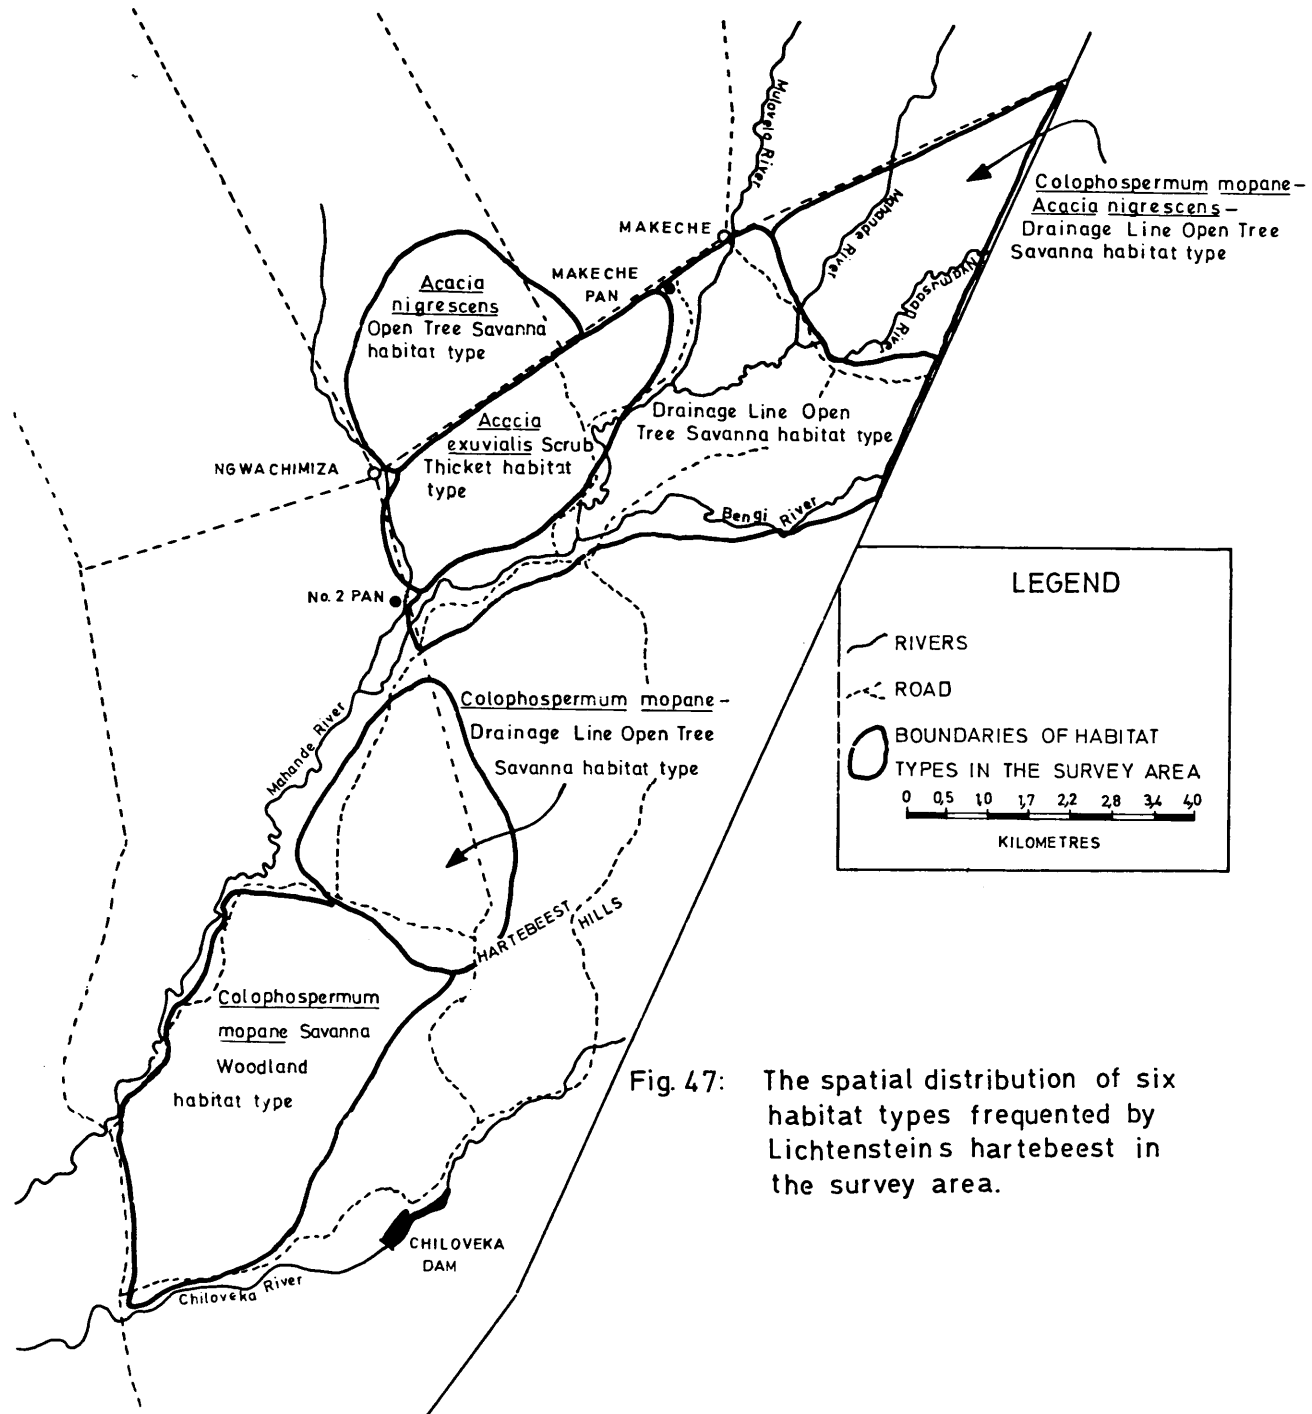 Mulovela River
Mahande River
Colophospermum mopane–
Acacia nigrescens–
Drainage Line Open Tree
Savanna habitat type
MAKECHE
MAKECHE
PAN
Acacia
nigrescens
Open Tree Savanna
habitat type
River
Drainage Line Open
Tree Savanna habitat type
Acacia
exuvialis Scrub
Thicket habitat
type
NGWACHIMIZA
Bengi River
No. 2 PAN
LEGEND
RIVERS
ROAD
BOUNDARIES OF HABITAT
TYPES IN THE SURVEY AREA
0 0,5 1,0 1,7 2,2 2,8 3,4 4,0
KILOMETRES
Colophospermum mopane–
Drainage Line Open Tree
Savanna habitat type
Mahande River
HARTEBEEST HILLS
Colophospermum
mopane Savanna
Woodland
habitat type
CHILOVEKA
DAM
Chiloveka River
Fig. 47: The spatial distribution of six
habitat types frequented by
Lichtensteins hartebeest in
the survey area.